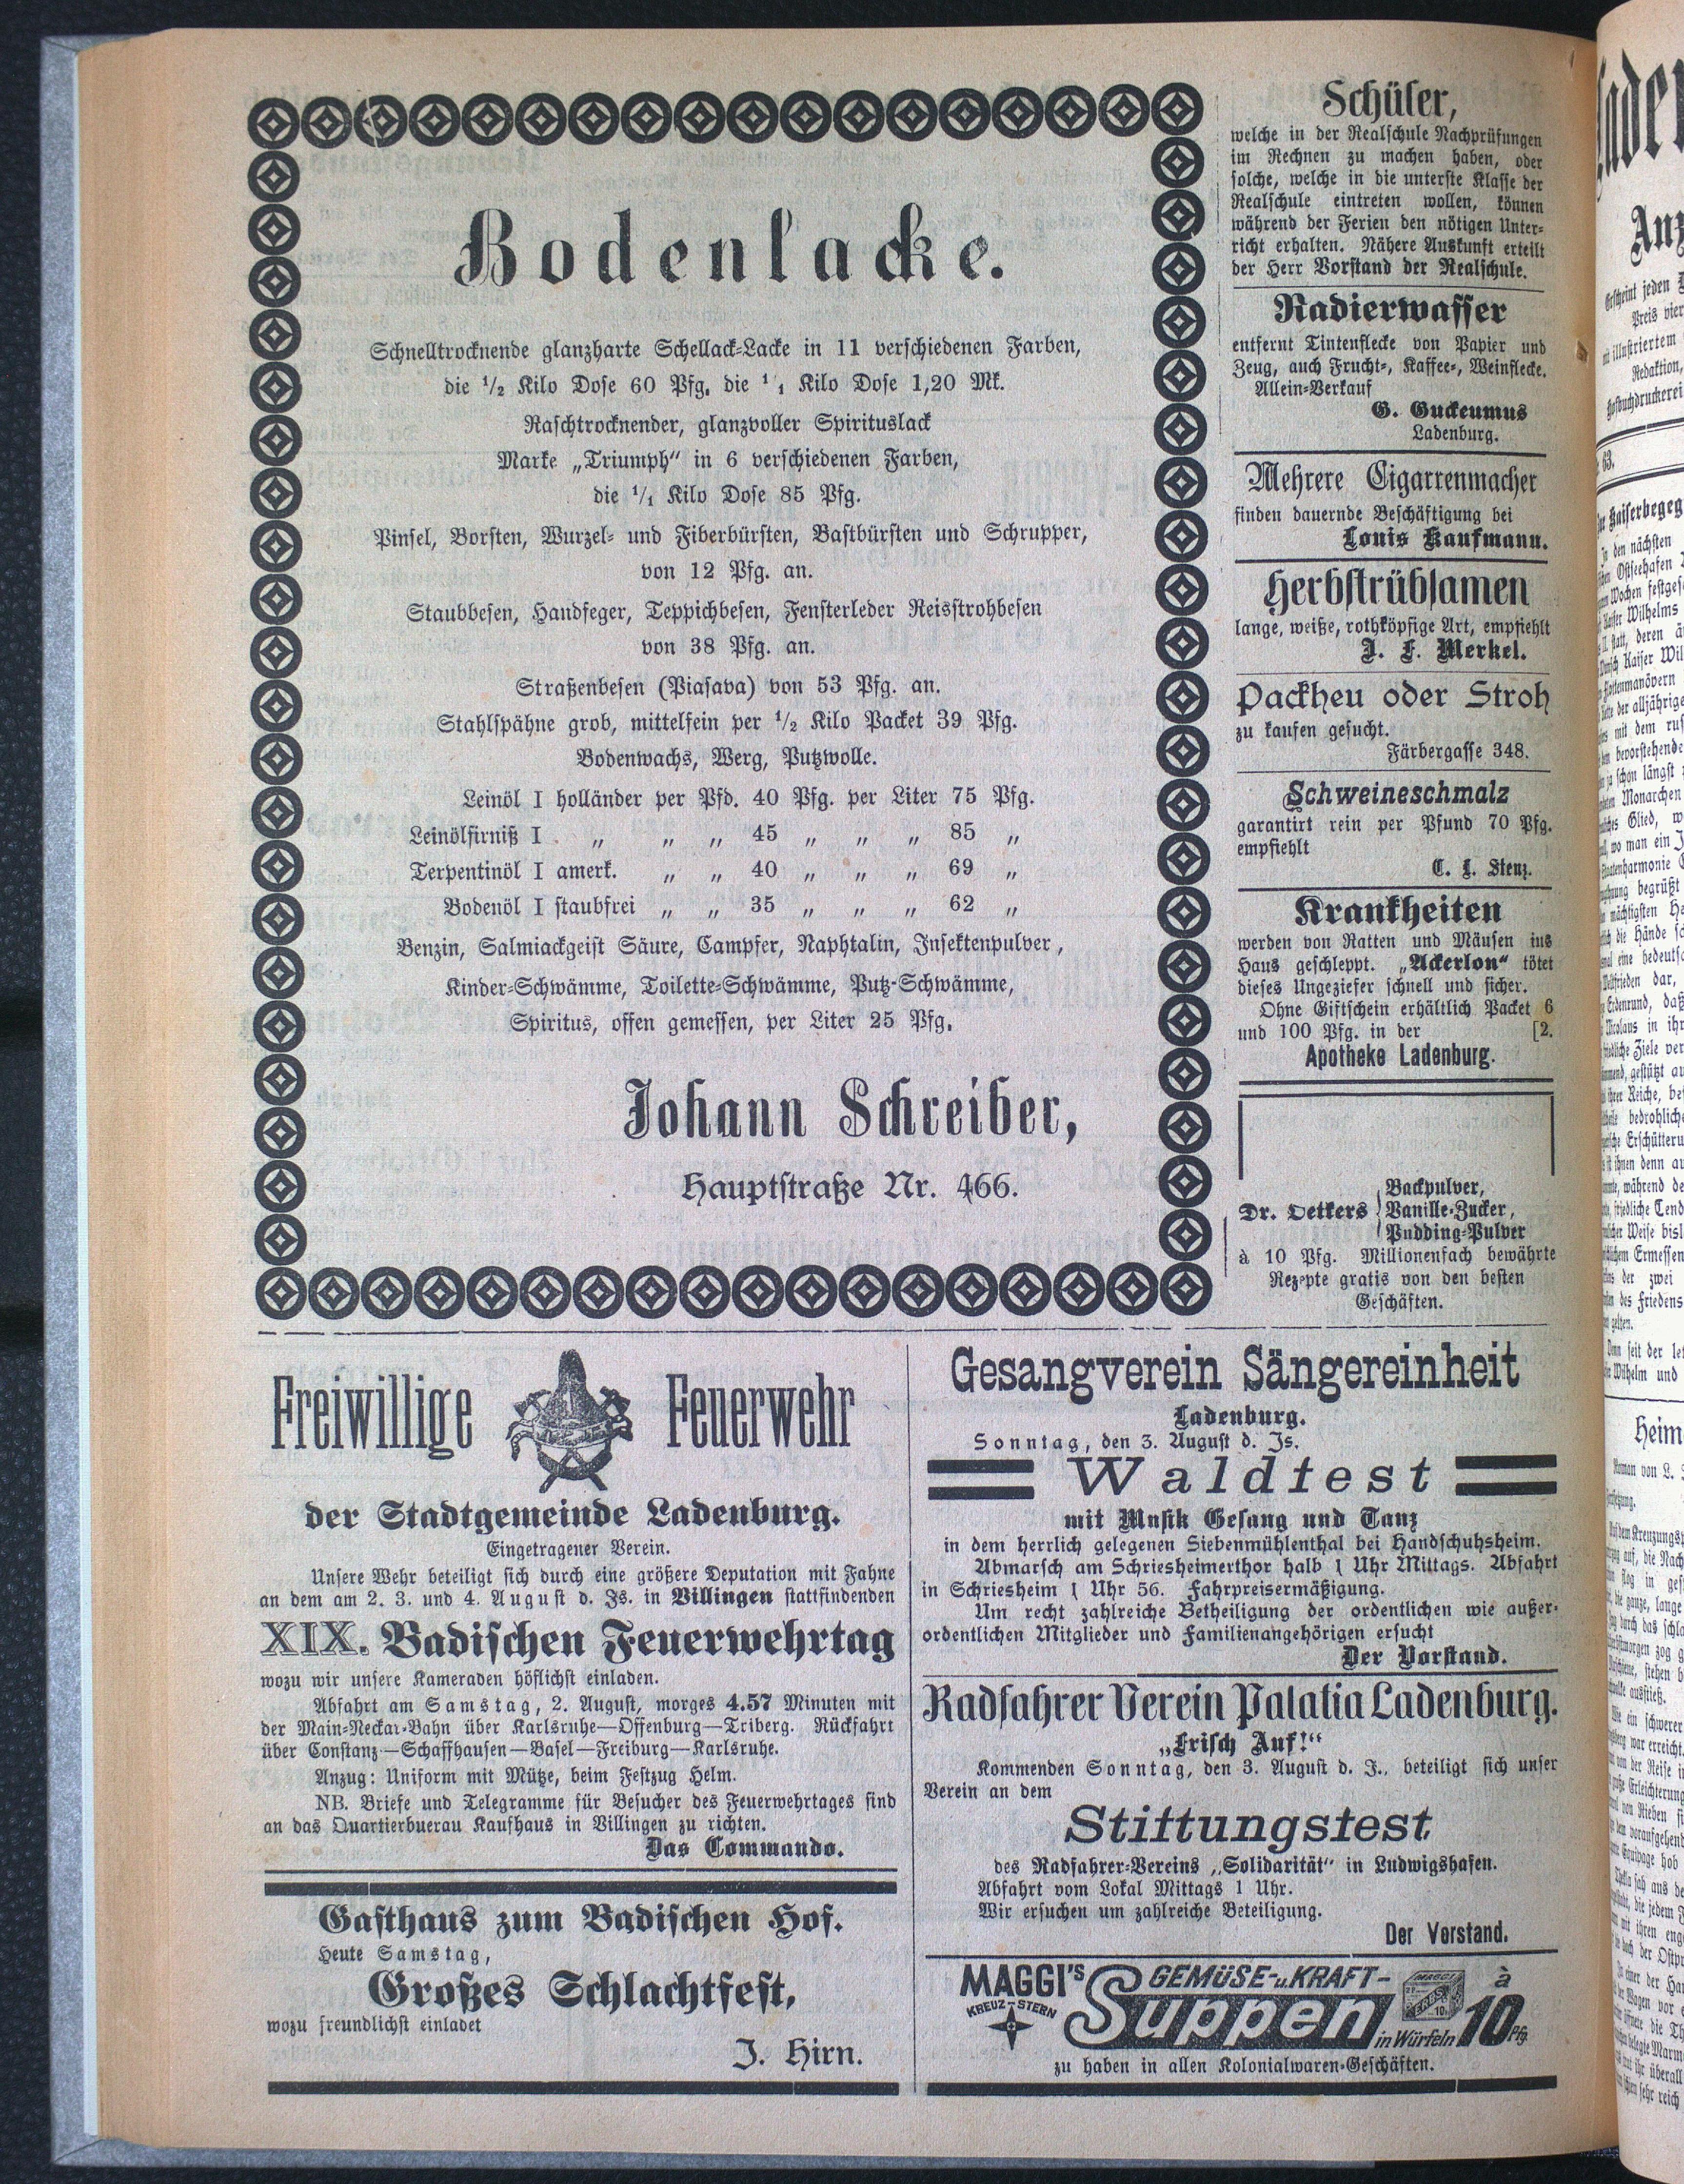 Bodenlacke.
Schnelltrocknende glanzharte Schellack-Lacke in 11 verschiedenen Farben,
die 1/2 Kilo Dose 60 Pfg. die 1/1 Kilo Dose 1,20 Mk.
Raschtrocknender, glanzvoller Spirituslack
Marke „Triumph“ in 6 verschiedenen Farben,
die 1/1 Kilo Dose 85 Pfg.
Pinsel, Borsten, Wurzel- und Fiberbürsten, Bastbürsten und Schrupper,
von 12 Pfg. an.
Staubbesen, Handfeger, Teppichbesen, Fensterleder Reisstrohbesen
von 38 Pfg. an.
Straßenbesen (Piasava) von 53 Pfg. an.
Stahlspähne grob, mittelfein per 1/2 Kilo Packet 39 Pfg.
Bodenwachs, Werg, Putzwolle.
Leinöl I holländer per Pfd. 40 Pfg. per Liter 75 Pfg.
Leinölfirniß I „ „ „ 45 „ „ „ 85 „
Terpentinöl I amerk. „ „ 40 „ „ „ 69 „
Bodenöl I staubfrei „ „ 35 „ „ „ 62 „
Benzin, Salmiackgeist Säure, Campfer, Naphtalin, Insektenpulver,
Kinder-Schwämme, Toilette-Schwämme, Putz-Schwämme,
Spiritus, offen gemessen, per Liter 25 Pfg.
Johann Schreiber,
Hauptstraße Nr. 466.
Schüler,
welche in der Realschule Nachprüfungen
im Rechnen zu machen haben, oder
solche, welche in die unterste Klasse der
Realschule eintreten wollen, können
während der Ferien den nötigen Unter-
richt erhalten. Nähere Auskunft erteilt
der Herr Vorstand der Realschule.
Radierwasser
entfernt Tintenflecke von Papier und
Zeug, auch Frucht-, Kaffee-, Weinflecke.
Allein-Verkauf
G. Guckeumus
Ladenburg.
Mehrere Cigarrenmacher
finden dauernde Beschäftigung bei
Louis Kaufmann.
Herbstrübsamen
lange, weiße, rothköpfige Art, empfiehlt
J. F. Merkel.
Packheu oder Stroh
zu kaufen gesucht.
Färbergasse 348.
Schweineschmalz
garantirt rein per Pfund 70 Pfg.
empfiehlt
C. L. Stenz.
Krankheiten
werden von Ratten und Mäusen ins
Haus geschleppt. „Ackerlon“ tötet
dieses Ungeziefer schnell und sicher.
Ohne Giftschein erhältlich Packet 6
und 100 Pfg. in der [2.
Apotheke Ladenburg.
Dr. Oetkers
Backpulver,
Vanille-Zucker,
Pudding-Pulver
à 10 Pfg. Millionenfach bewährte
Rezepte gratis von den besten
Geschäften.
Freiwillige Feuerwehr
der Stadtgemeinde Ladenburg.
Eingetragener Verein.
Unsere Wehr beteiligt sich durch eine größere Deputation mit Fahne
an dem am 2. 3. und 4. August d. Js. in Villingen stattfindenden
XIX. Badischen Feuerwehrtag
wozu wir unsere Kameraden höflichst einladen.
Abfahrt am Samstag, 2. August, morges 4.57 Minuten mit
der Main-Neckar-Bahn über Karlsruhe—Offenburg—Triberg. Rückfahrt
über Constanz—Schaffhausen—Basel—Freiburg—Karlsruhe.
Anzug: Uniform mit Mütze, beim Festzug Helm.
NB. Briefe und Telegramme für Besucher des Feuerwehrtages sind
an das Quartierbuerau Kaufhaus in Villingen zu richten.
Das Commando.
Gasthaus zum Badischen Hof.
Heute Samstag,
Großes Schlachtfest,
wozu freundlichst einladet
J. Hirn.
Gesangverein Sängereinheit
Ladenburg.
Sonntag, den 3. August d. Js.
Waldfest
mit Musik Gesang und Tanz
in dem herrlich gelegenen Siebenmühlenthal bei Handschuhsheim.
Abmarsch am Schriesheimerthor halb 1 Uhr Mittags. Abfahrt
in Schriesheim 1 Uhr 56. Fahrpreisermäßigung.
Um recht zahlreiche Betheiligung der ordentlichen wie außer-
ordentlichen Mitglieder und Familienangehörigen ersucht
Der Vorstand.
Radfahrer Verein Palatia Ladenburg.
„Frisch Auf!“
Kommenden Sonntag, den 3. August d. J., beteiligt sich unser
Verein an dem
Stiftungsfest
des Radfahrer-Vereins „Solidarität“ in Ludwigshafen.
Abfahrt vom Lokal Mittags 1 Uhr.
Wir ersuchen um zahlreiche Beteiligung.
Der Vorstand.
MAGGI'S GEMÜSE- u. KRAFT-
KREUZ-STERN
Suppen in Würfeln à 10 Pfg.
zu haben in allen Kolonialwaren-Geschäften.